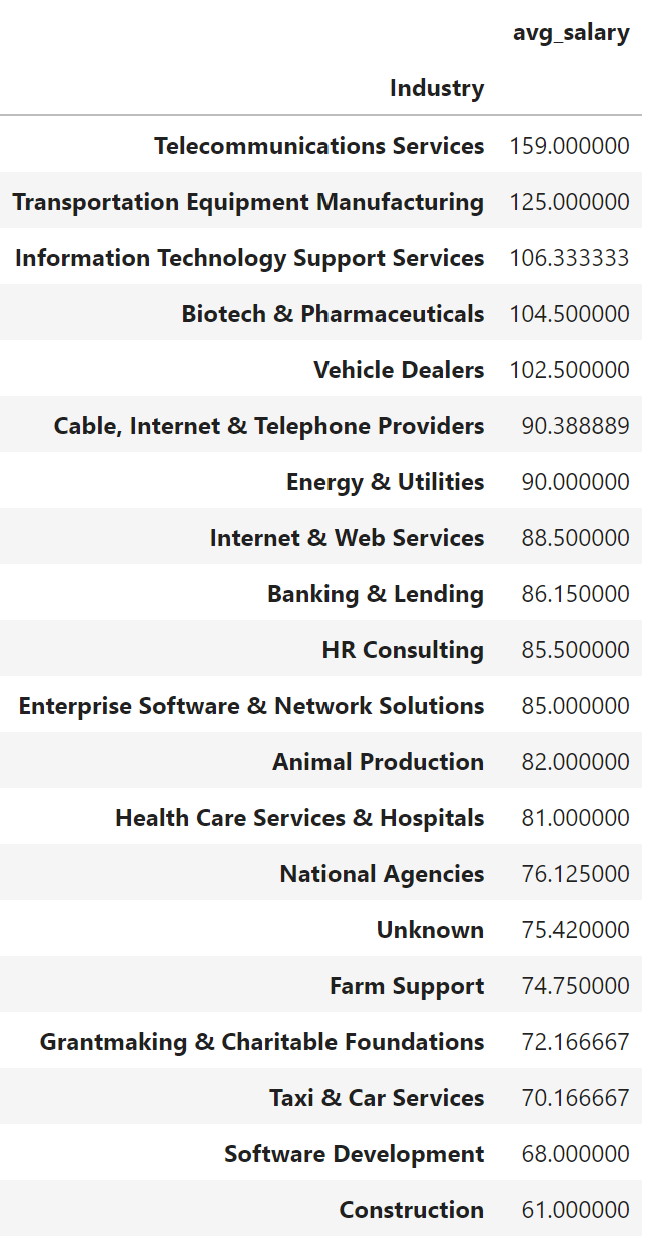 avg_salary
Industry
Telecommunications Services 159.000000
Transportation Equipment Manufacturing 125.000000
Information Technology Support Services 106.333333
Biotech & Pharmaceuticals 104.500000
Vehicle Dealers 102.500000
Cable, Internet & Telephone Providers 90.388889
Energy & Utilities 90.000000
Internet & Web Services 88.500000
Banking & Lending 86.150000
HR Consulting 85.500000
Enterprise Software & Network Solutions 85.000000
Animal Production 82.000000
Health Care Services & Hospitals 81.000000
National Agencies 76.125000
Unknown 75.420000
Farm Support 74.750000
Grantmaking & Charitable Foundations 72.166667
Taxi & Car Services 70.166667
Software Development 68.000000
Construction 61.000000